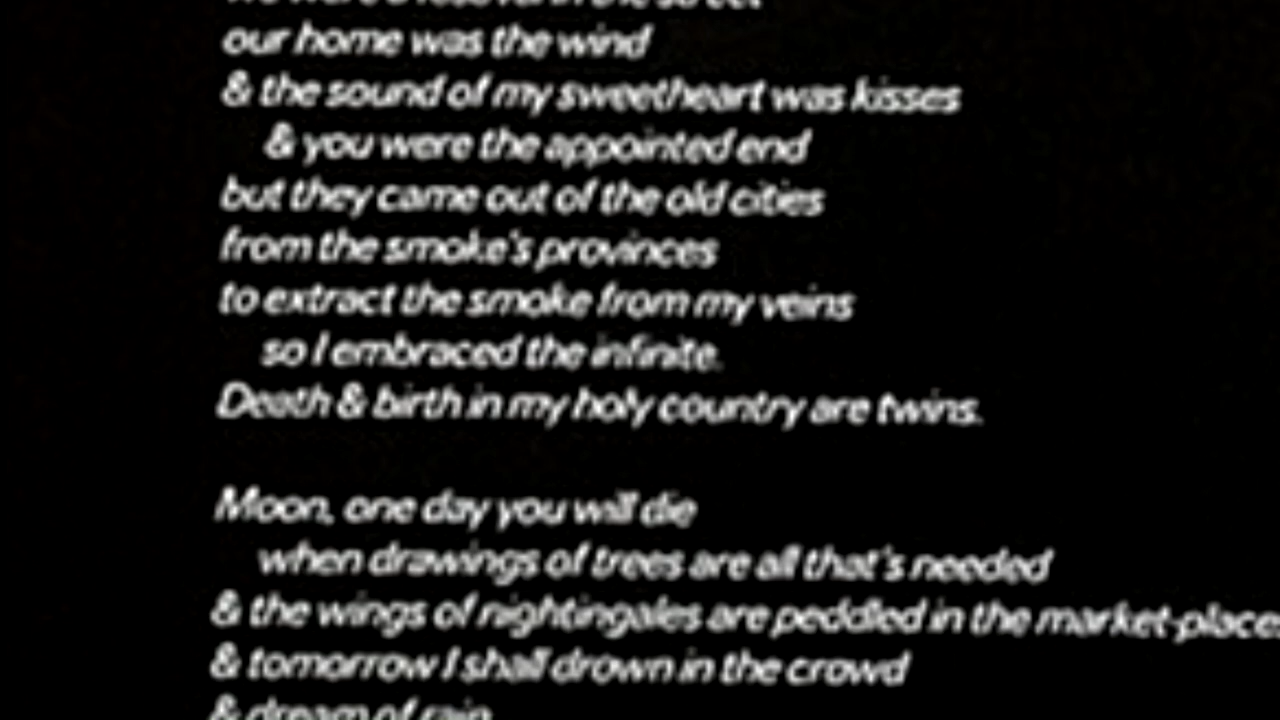 our home was the wind
& the sound of my sweetheart was kisses
& you were the appointed end
but they came out of the old cities
from the smoke's provinces
to extract the smoke from my veins
so I embraced the infinite.
Death & birth in my holy country are twins.
Moon, one day you will die
when drawings of trees are all that's needed
& the wings of nightingales are peddled in the market-place
& tomorrow I shall drown in the crowd
& dream of rain